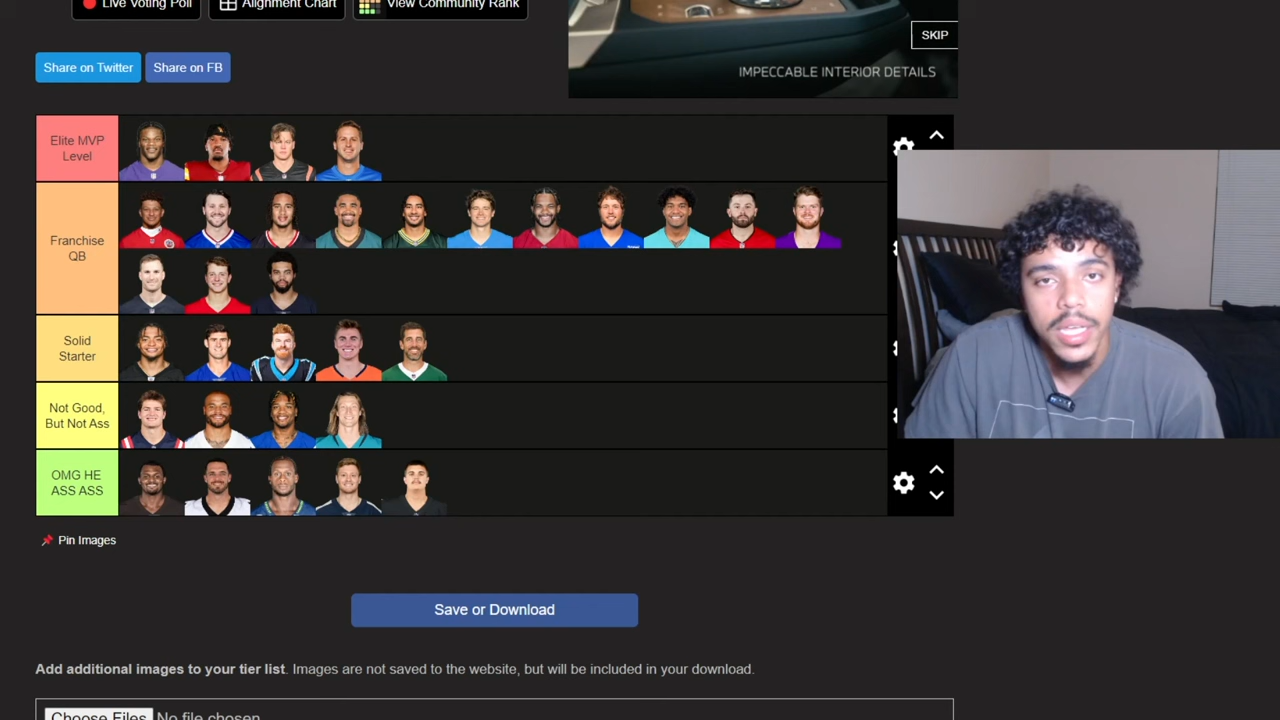 Live Voting Poll
Alignment Chart
View Community Rank
SKIP
IMPECCABLE INTERIOR DETAILS
Share on Twitter
Share on FB
Elite MVP
Level
Franchise
QB
Solid
Starter
Not Good,
But Not Ass
OMG HE
ASS ASS
Pin Images
Save or Download
Add additional images to your tier list. Images are not saved to the website, but will be included in your download.
Choose Files No file chosen